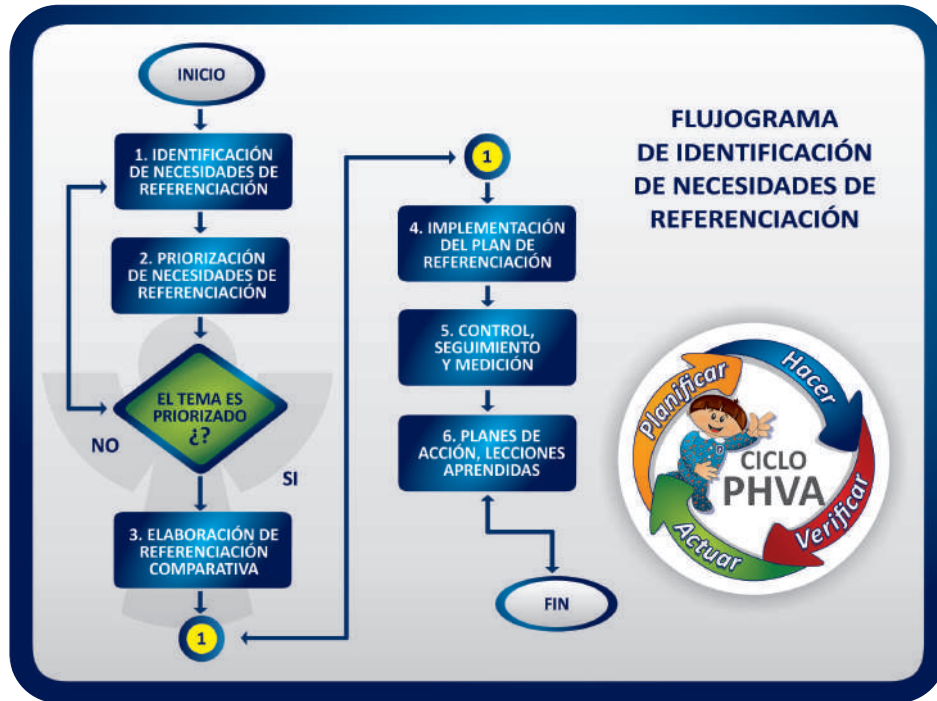 INICIO
1. IDENTIFICACIÓN
DE NECESIDADES DE
REFERENCIACIÓN
2. PRIORIZACIÓN
DE NECESIDADES DE
REFERENCIACIÓN
EL TEMA ES
PRIORIZADO
¿?
NO
SI
3. ELABORACIÓN DE
REFERENCIACIÓN
COMPARATIVA
1
1
4. IMPLEMENTACIÓN
DEL PLAN DE
REFERENCIACIÓN
5. CONTROL,
SEGUIMIENTO
Y MEDICIÓN
6. PLANES DE
ACCIÓN, LECCIONES
APRENDIDAS
FIN
FLUJOGRAMA
DE IDENTIFICACIÓN
DE NECESIDADES DE
REFERENCIACIÓN
Planificar
Hacer
Verificar
Actuar
CICLO
PHVA